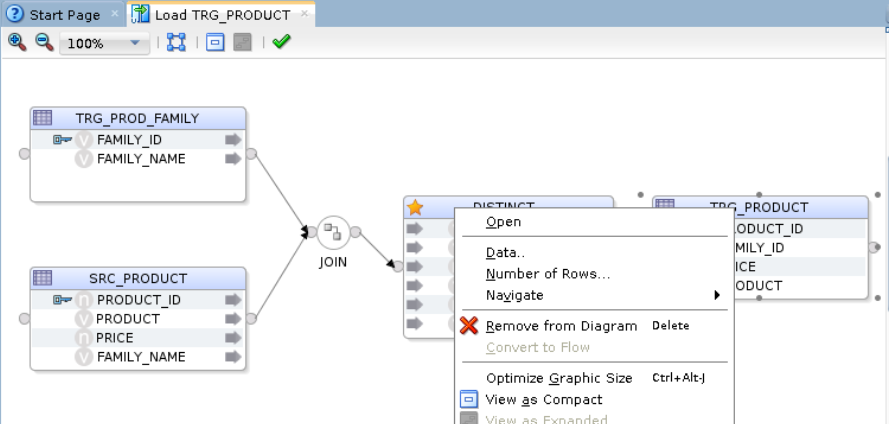 Start Page
Load TRG_PRODUCT
100%
TRG_PROD_FAMILY
FAMILY_ID
FAMILY_NAME
SRC_PRODUCT
PRODUCT_ID
PRODUCT
PRICE
FAMILY_NAME
JOIN
DISTINCT
TRG_PRODUCT
RODUCT_ID
MILY_ID
ICE
ODUCT
Open
Data..
Number of Rows...
Navigate
Remove from Diagram Delete
Convert to Flow
Optimize Graphic Size Ctrl+Alt-J
View as Compact
View as Expanded